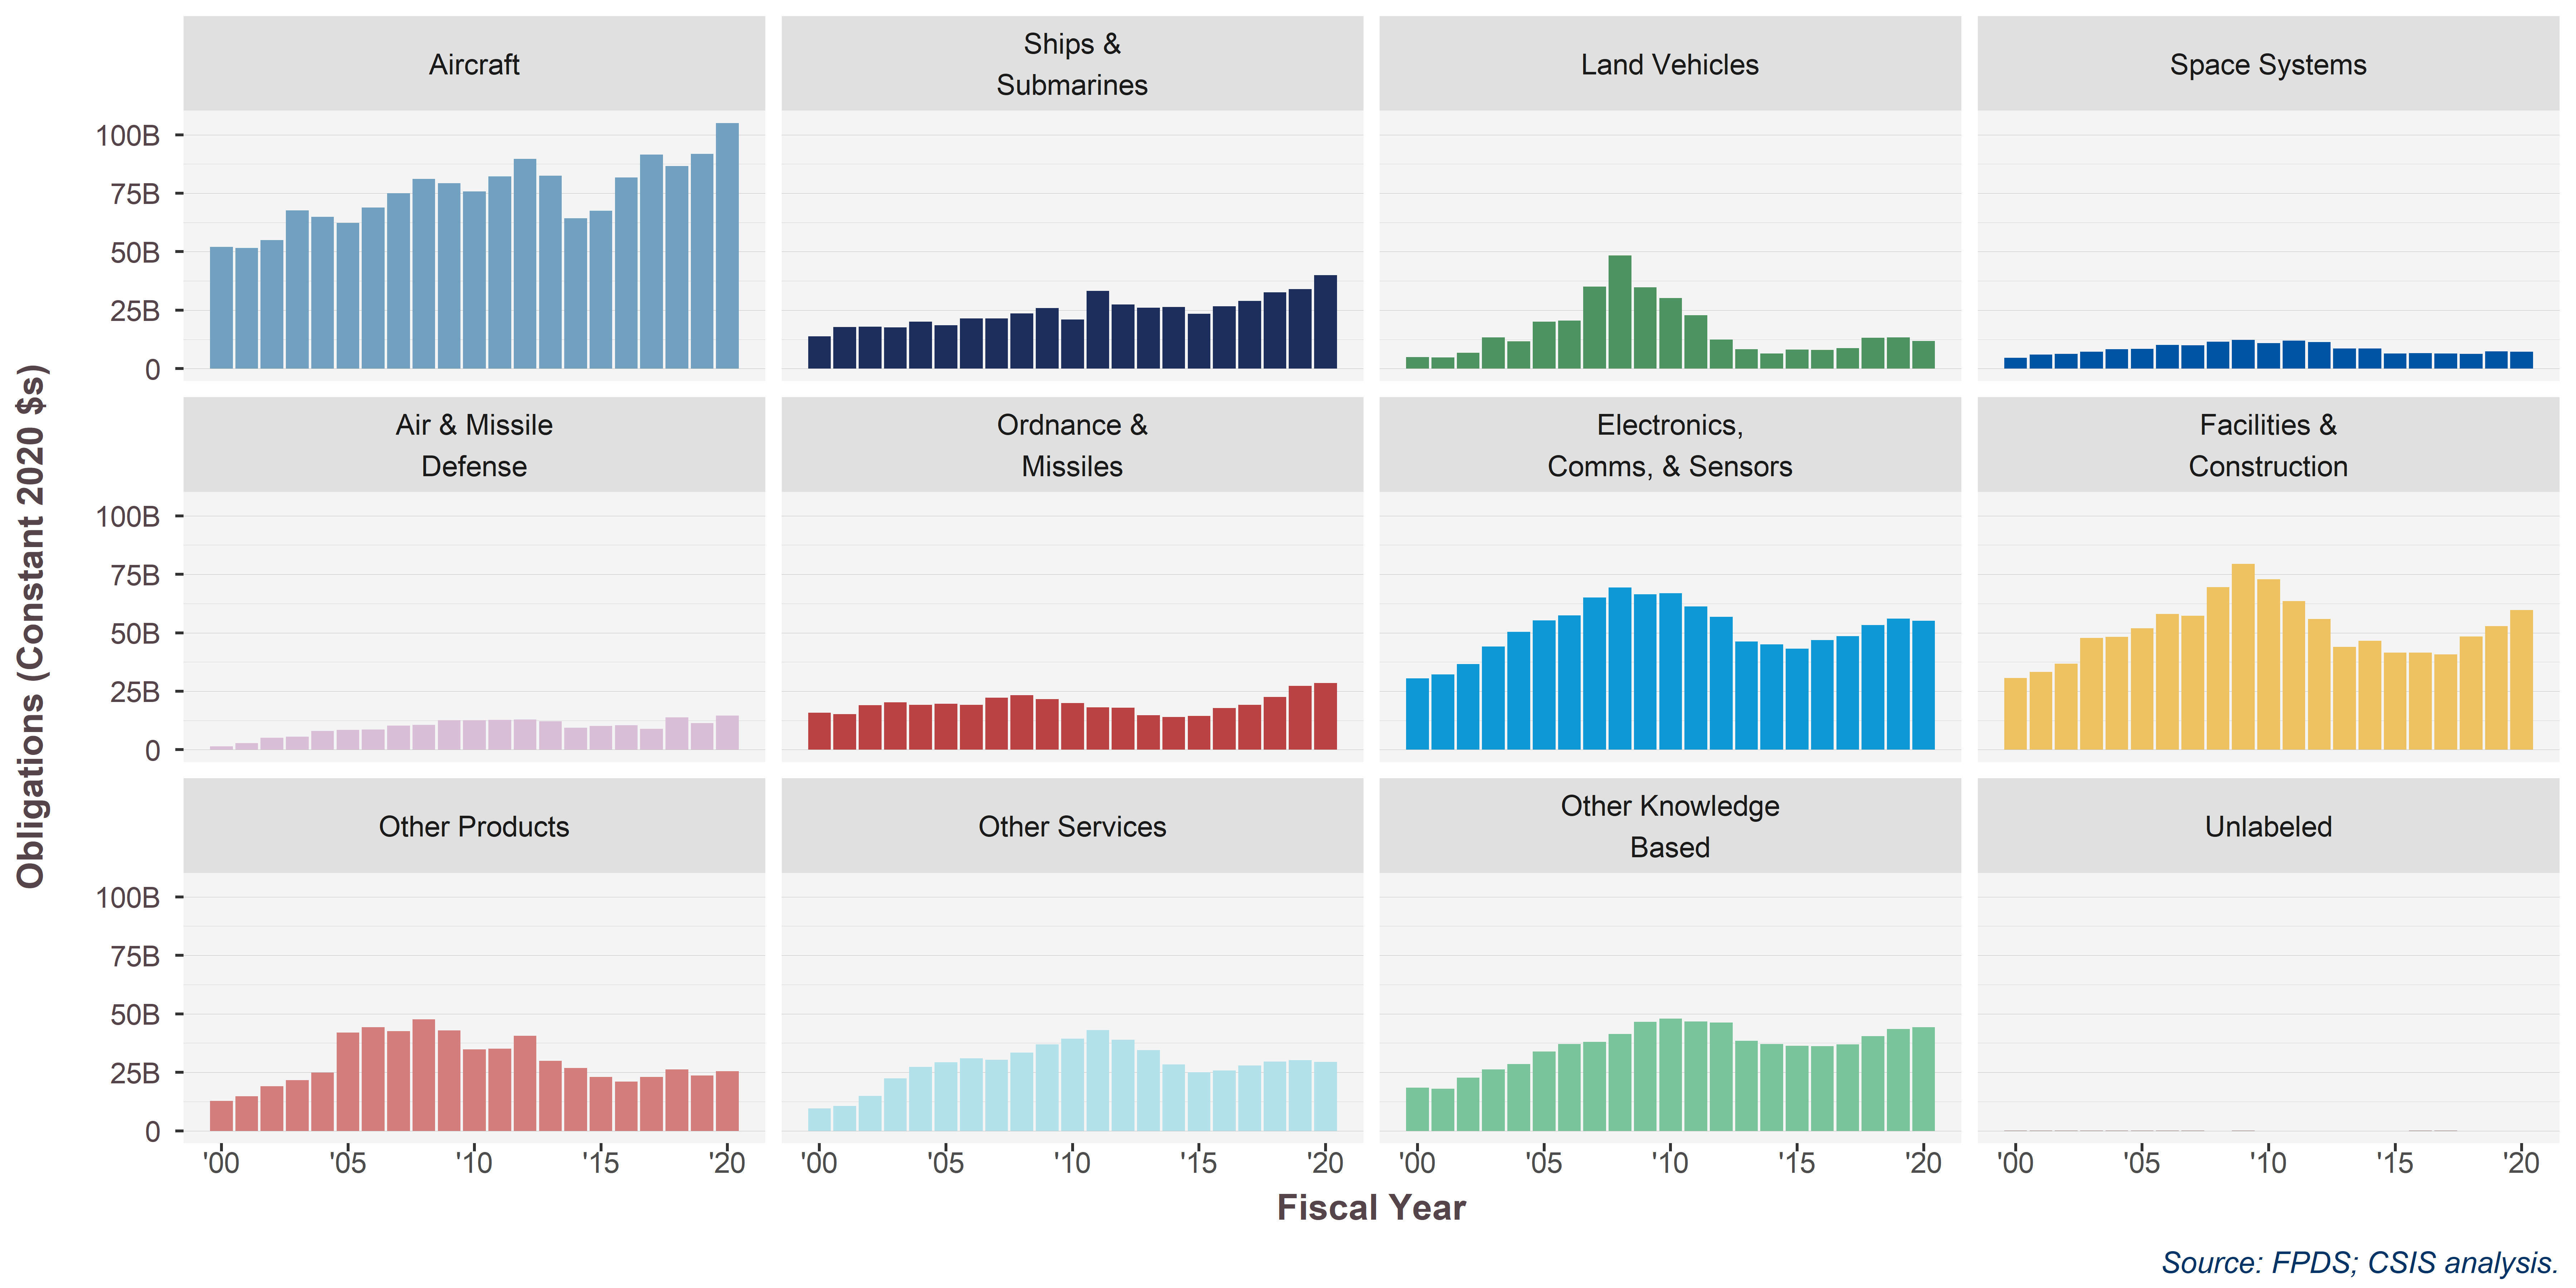 Aircraft
Ships &
Submarines
Land Vehicles
Space Systems
100B
75B
50B
25B
0
Air & Missile
Defense
Ordnance &
Missiles
Electronics,
Comms, & Sensors
Facilities &
Construction
100B
75B
50B
25B
0
Other Products
Other Services
Other Knowledge
Based
Unlabeled
100B
75B
50B
25B
0
'00 '05 '10 '15 '20
'00 '05 '10 '15 '20
'00 '05 '10 '15 '20
'00 '05 '10 '15 '20
Obligations (Constant 2020 $s)
Fiscal Year
Source: FPDS; CSIS analysis.